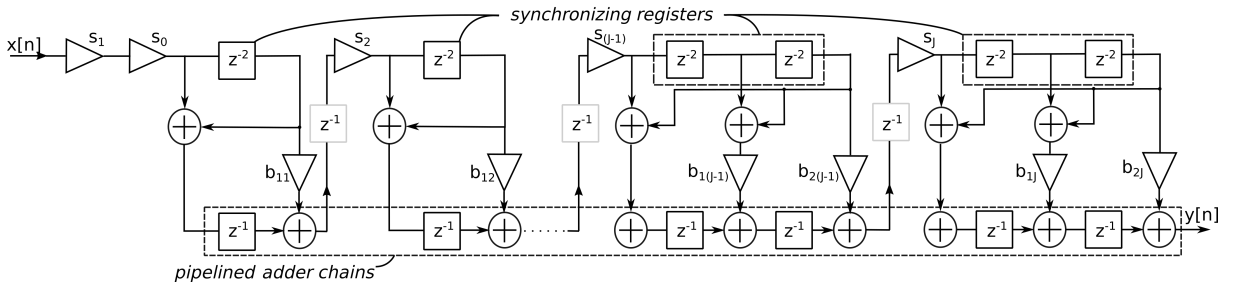 synchronizing registers
x[n] s₁ s₀ z⁻² s₂ z⁻² s₍J-1₎ z⁻² z⁻² sJ z⁻² z⁻²
z⁻¹ z⁻¹ z⁻¹
b₁₁ b₁₂ b₁₍J-1₎ b₂₍J-1₎ b₁J b₂J
z⁻¹ z⁻¹ z⁻¹ z⁻¹ z⁻¹ z⁻¹ y[n]
pipelined adder chains